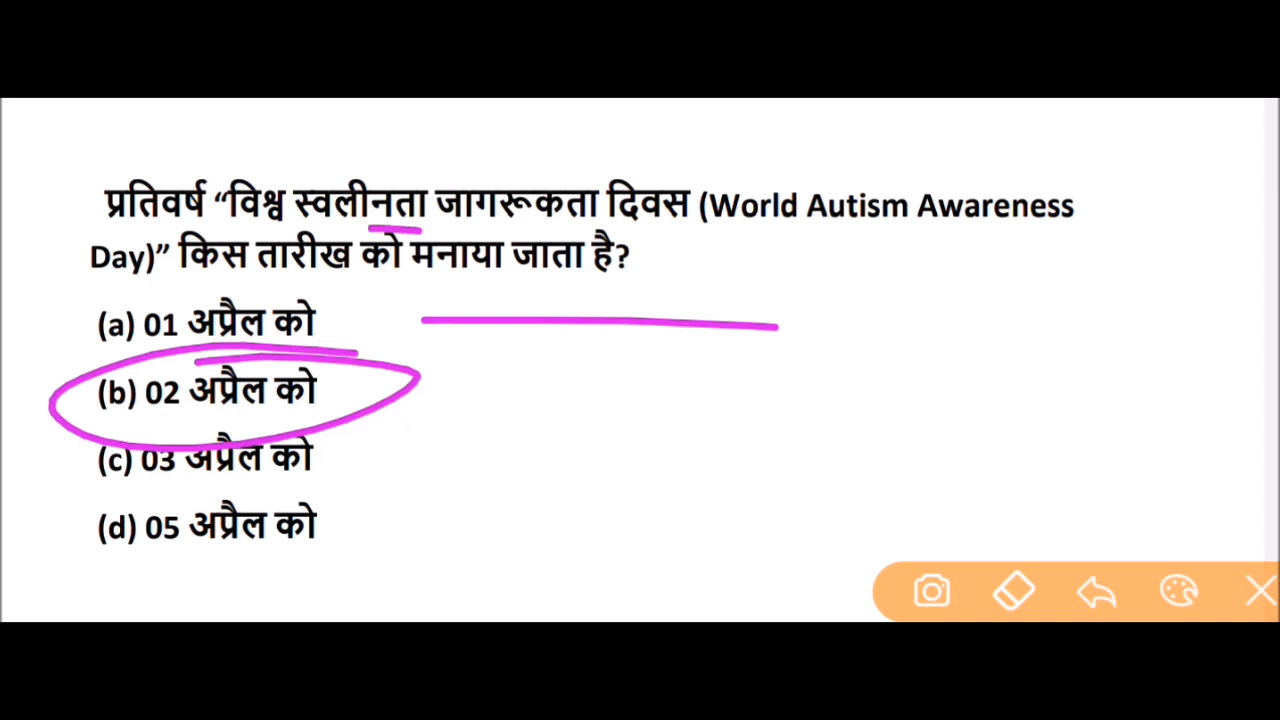 प्रतिवर्ष “विश्व स्वलीनता जागरूकता दिवस (World Autism Awareness
Day)” किस तारीख को मनाया जाता है?
(a) 01 अप्रैल को
(b) 02 अप्रैल को
(c) 03 अप्रैल को
(d) 05 अप्रैल को